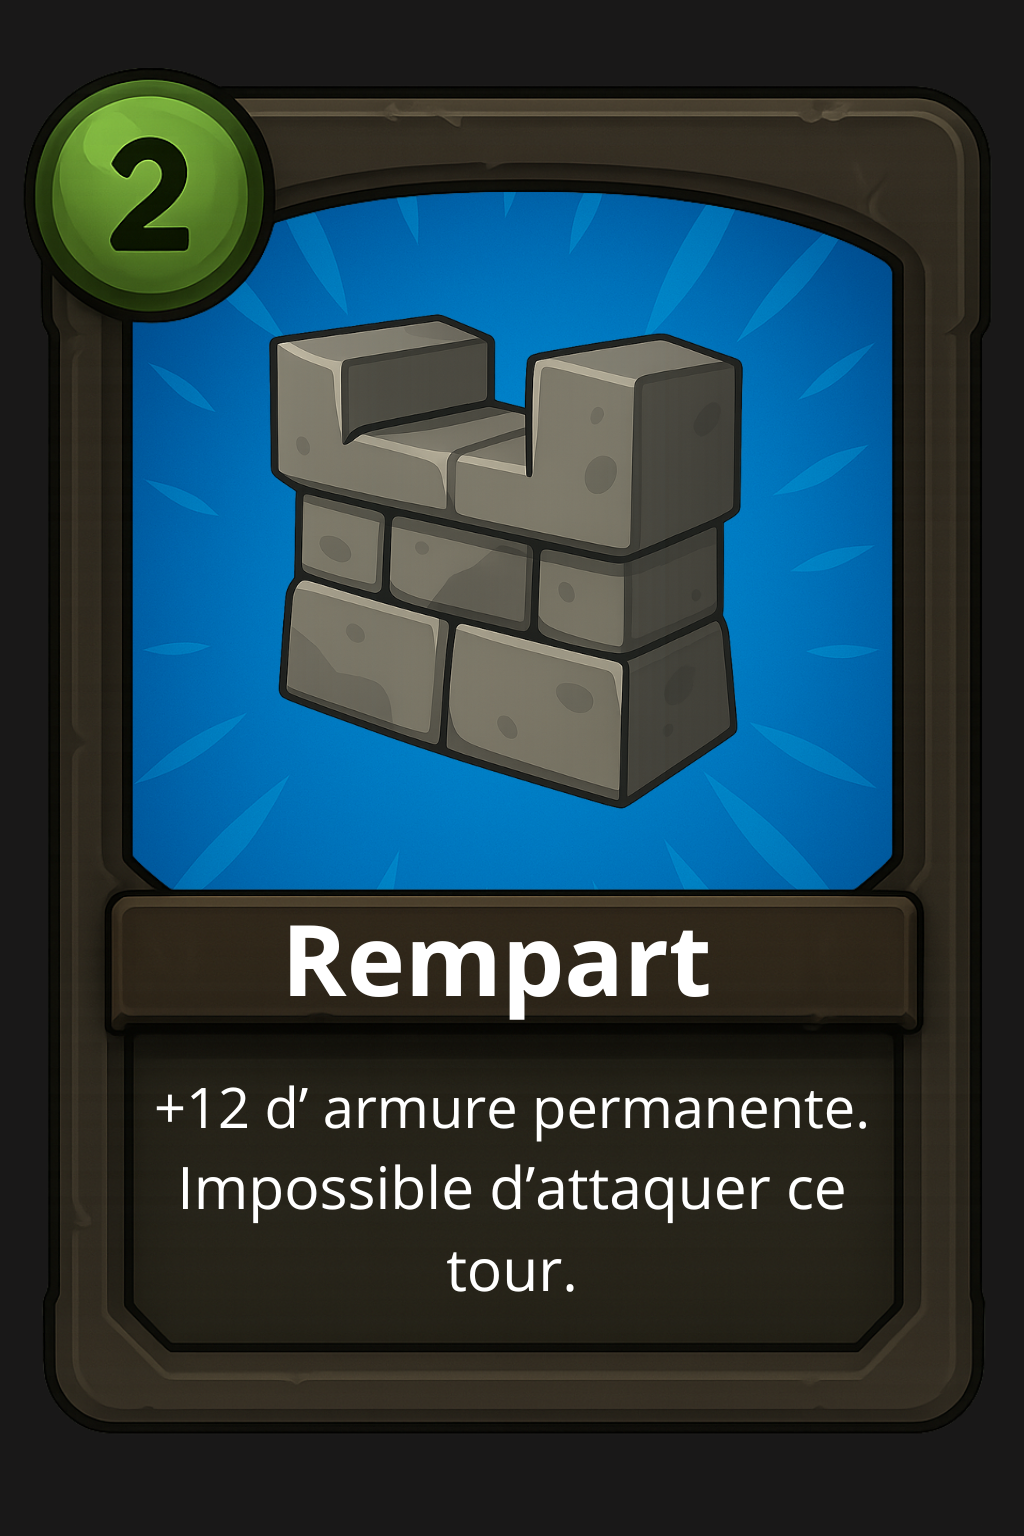 2
Rempart
+12 d’ armure permanente.
Impossible d’attaquer ce
tour.